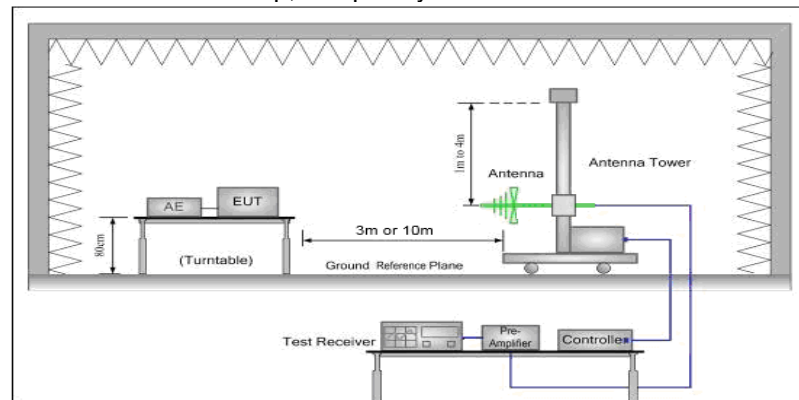 1m to 4m
Antenna
Antenna Tower
AE
EUT
3m or 10m
80cm
(Turntable)
Ground Reference Plane
Test Receiver
Pre-
Amplifier
Controller